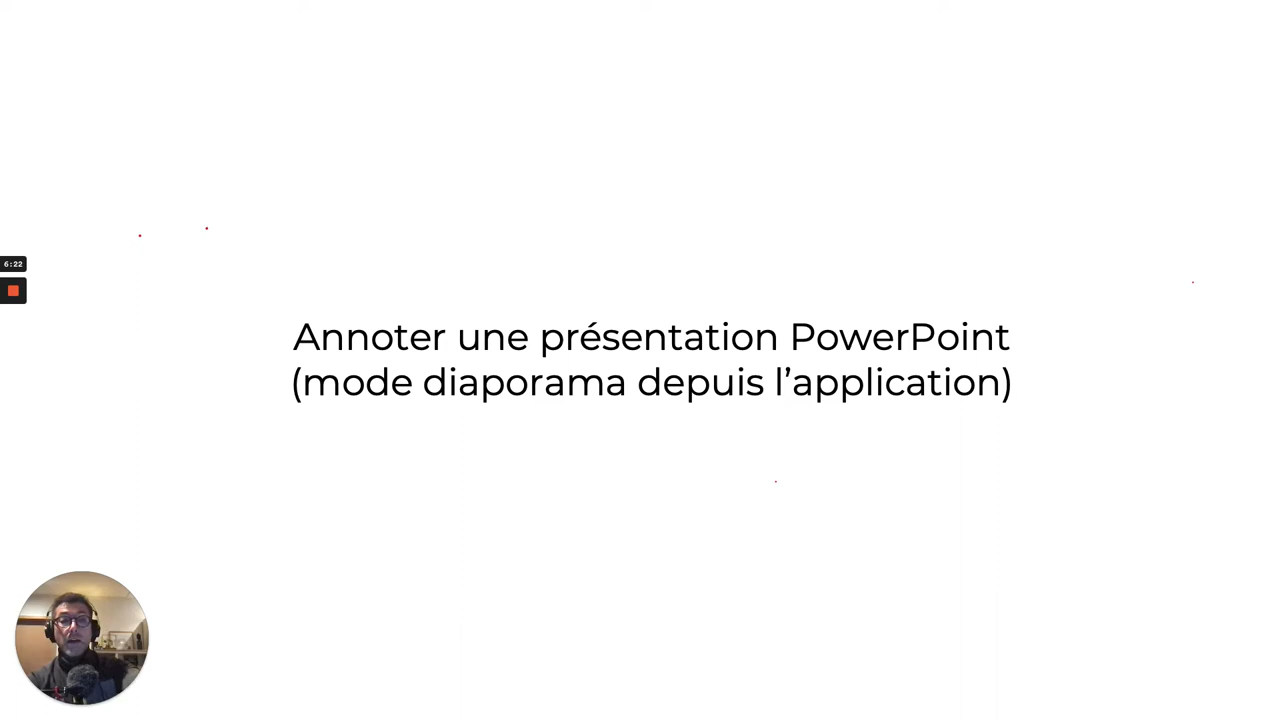 6:22
Annoter une présentation PowerPoint
(mode diaporama depuis l’application)